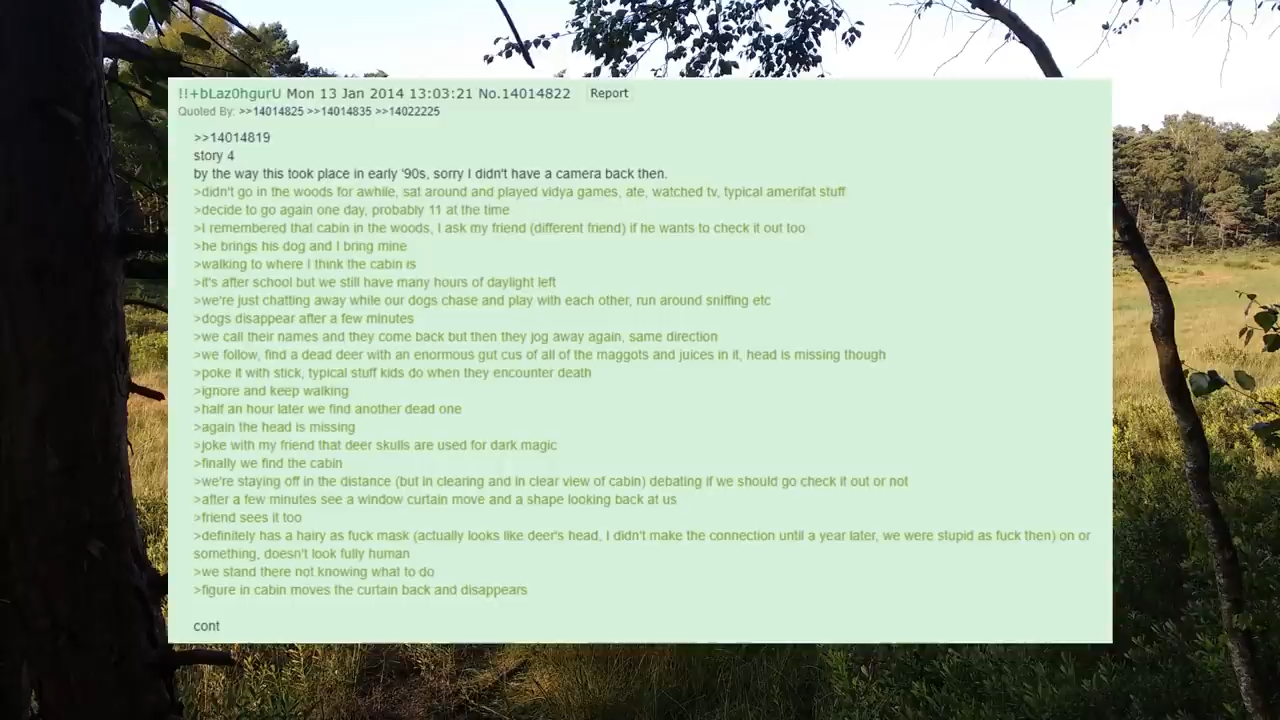 !!+bLaz0hgurU Mon 13 Jan 2014 13:03:21 No.14014822 Report
Quoted By: >>14014825 >>14014835 >>14022225
>>14014819
story 4
by the way this took place in early '90s, sorry I didn't have a camera back then.
>didn't go in the woods for awhile, sat around and played vidya games, ate, watched tv, typical amerifat stuff
>decide to go again one day, probably 11 at the time
>I remembered that cabin in the woods, I ask my friend (different friend) if he wants to check it out too
>he brings his dog and I bring mine
>walking to where I think the cabin is
>it's after school but we still have many hours of daylight left
>we're just chatting away while our dogs chase and play with each other, run around sniffing etc
>dogs disappear after a few minutes
>we call their names and they come back but then they jog away again, same direction
>we follow, find a dead deer with an enormous gut cus of all of the maggots and juices in it, head is missing though
>poke it with stick, typical stuff kids do when they encounter death
>ignore and keep walking
>half an hour later we find another dead one
>again the head is missing
>joke with my friend that deer skulls are used for dark magic
>finally we find the cabin
>we're staying off in the distance (but in clearing and in clear view of cabin) debating if we should go check it out or not
>after a few minutes see a window curtain move and a shape looking back at us
>friend sees it too
>definitely has a hairy as fuck mask (actually looks like deer's head, I didn't make the connection until a year later, we were stupid as fuck then) on or
something, doesn't look fully human
>we stand there not knowing what to do
>figure in cabin moves the curtain back and disappears
cont